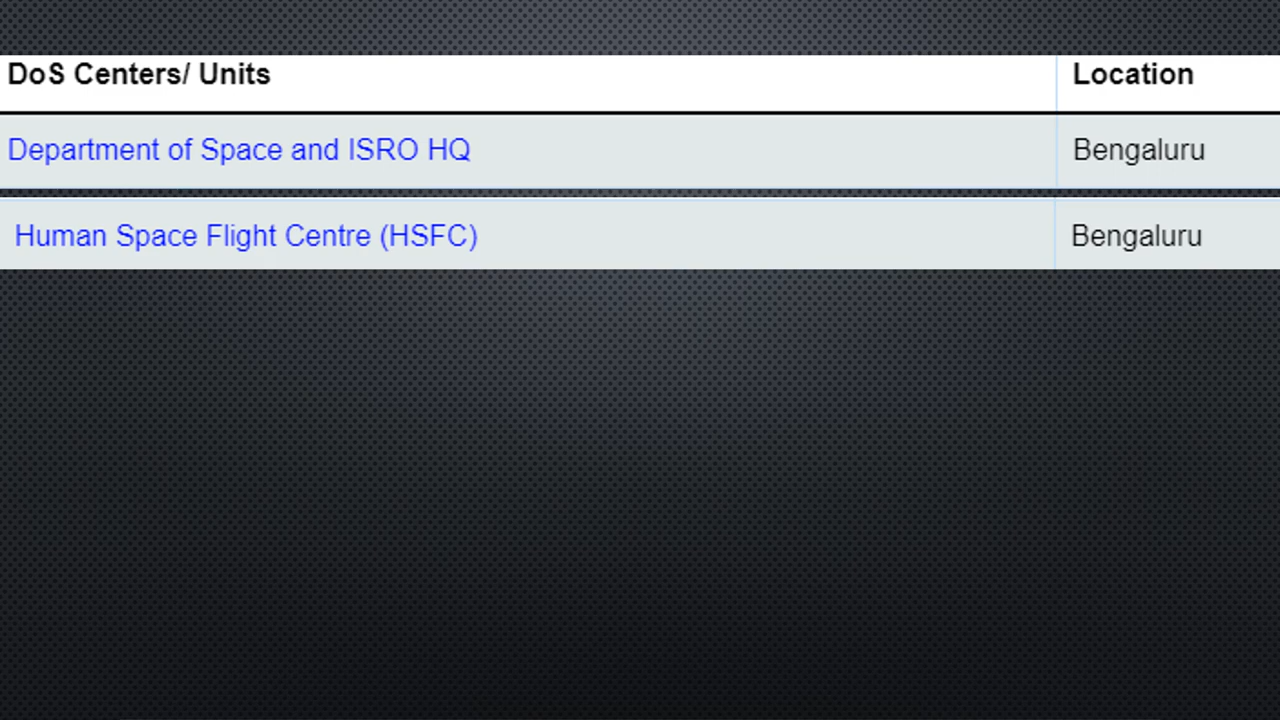 DoS Centers/ Units Location
Department of Space and ISRO HQ Bengaluru
Human Space Flight Centre (HSFC) Bengaluru